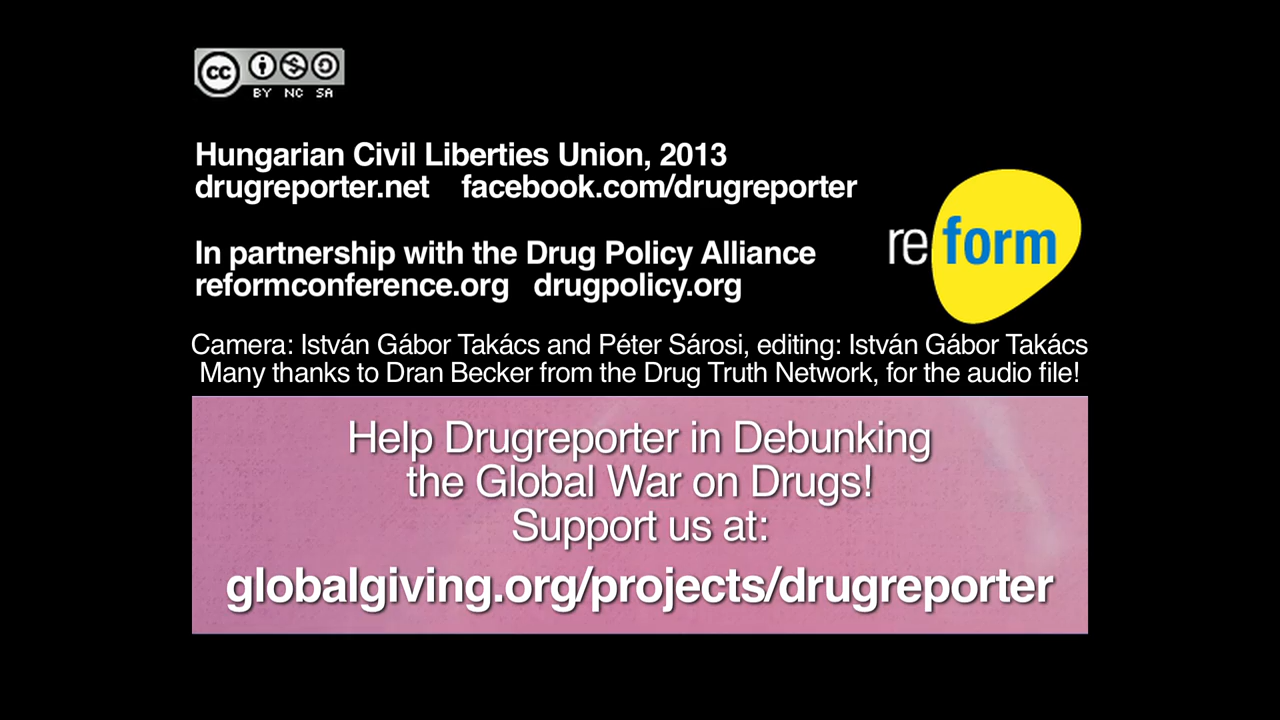 cc BY NC SA
Hungarian Civil Liberties Union, 2013
drugreporter.net facebook.com/drugreporter
In partnership with the Drug Policy Alliance
reformconference.org drugpolicy.org
reform
Camera: István Gábor Takács and Péter Sárosi, editing: István Gábor Takács
Many thanks to Dran Becker from the Drug Truth Network, for the audio file!
Help Drugreporter in Debunking
the Global War on Drugs!
Support us at:
globalgiving.org/projects/drugreporter